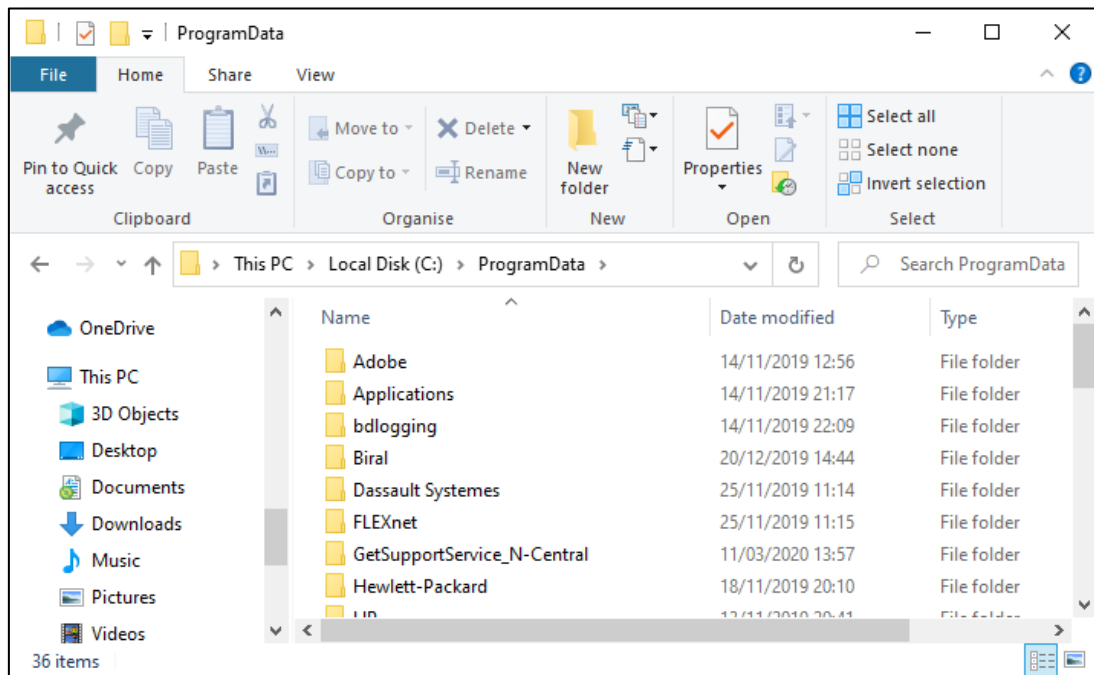 ProgramData
File Home Share View
Move to Delete Select all
Pin to Quick access Copy Paste Copy to Rename New folder Properties Select none
Invert selection
Clipboard Organise New Open Select
This PC > Local Disk (C:) > ProgramData > Search ProgramData
Name Date modified Type
OneDrive
This PC
3D Objects
Desktop
Documents
Downloads
Music
Pictures
Videos
Adobe 14/11/2019 12:56 File folder
Applications 14/11/2019 21:17 File folder
bdlogging 14/11/2019 22:09 File folder
Biral 20/12/2019 14:44 File folder
Dassault Systemes 25/11/2019 11:14 File folder
FLEXnet 25/11/2019 11:15 File folder
GetSupportService_N-Central 11/03/2020 13:57 File folder
Hewlett-Packard 18/11/2019 20:10 File folder
36 items